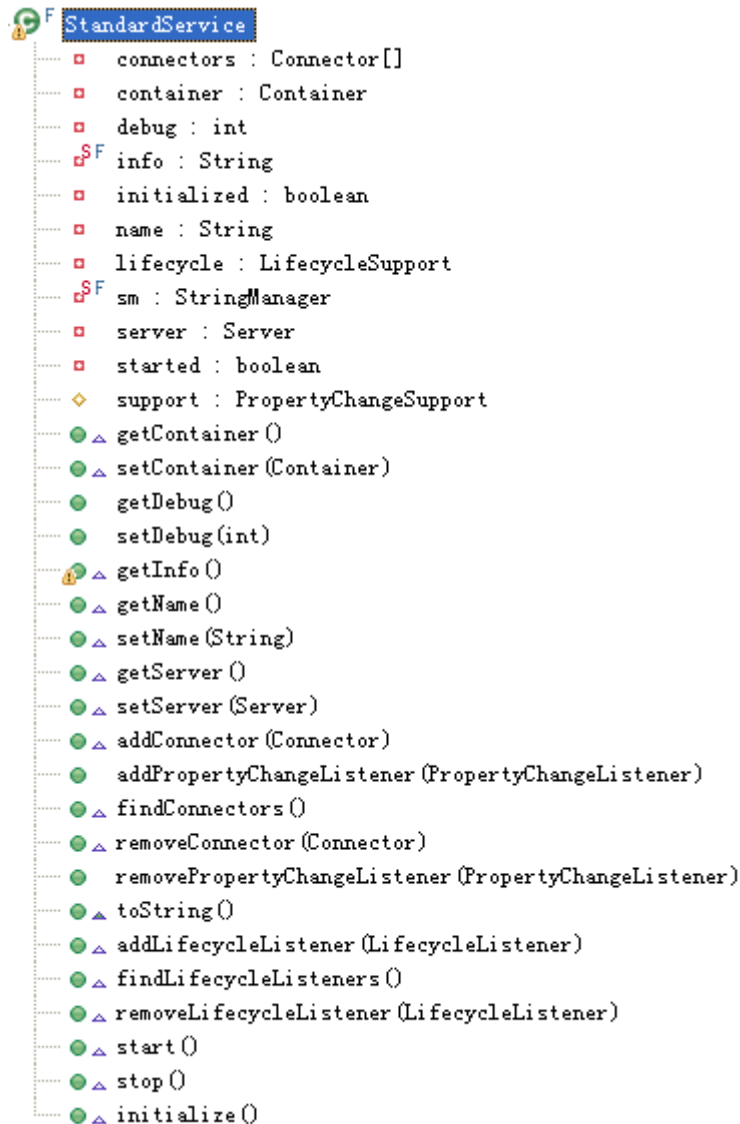 F StandardService
connectors : Connector[]
container : Container
debug : int
S F info : String
initialized : boolean
name : String
lifecycle : LifecycleSupport
S F sm : StringManager
server : Server
started : boolean
support : PropertyChangeSupport
getContainer()
setContainer(Container)
getDebug()
setDebug(int)
getInfo()
getName()
setName(String)
getServer()
setServer(Server)
addConnector(Connector)
addPropertyChangeListener(PropertyChangeListener)
findConnectors()
removeConnector(Connector)
removePropertyChangeListener(PropertyChangeListener)
toString()
addLifecycleListener(LifecycleListener)
findLifecycleListeners()
removeLifecycleListener(LifecycleListener)
start()
stop()
initialize()